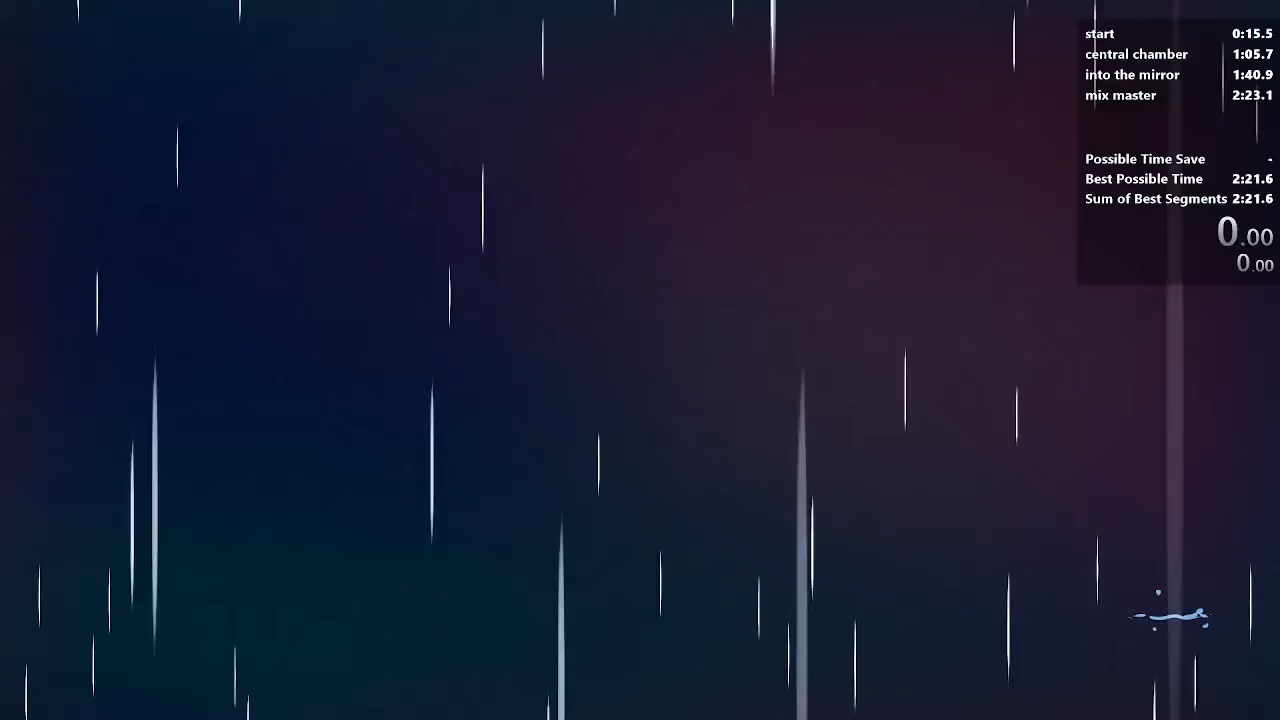 start 0:15.5
central chamber 1:05.7
into the mirror 1:40.9
mix master 2:23.1
Possible Time Save -
Best Possible Time 2:21.6
Sum of Best Segments 2:21.6
0.00
0.00